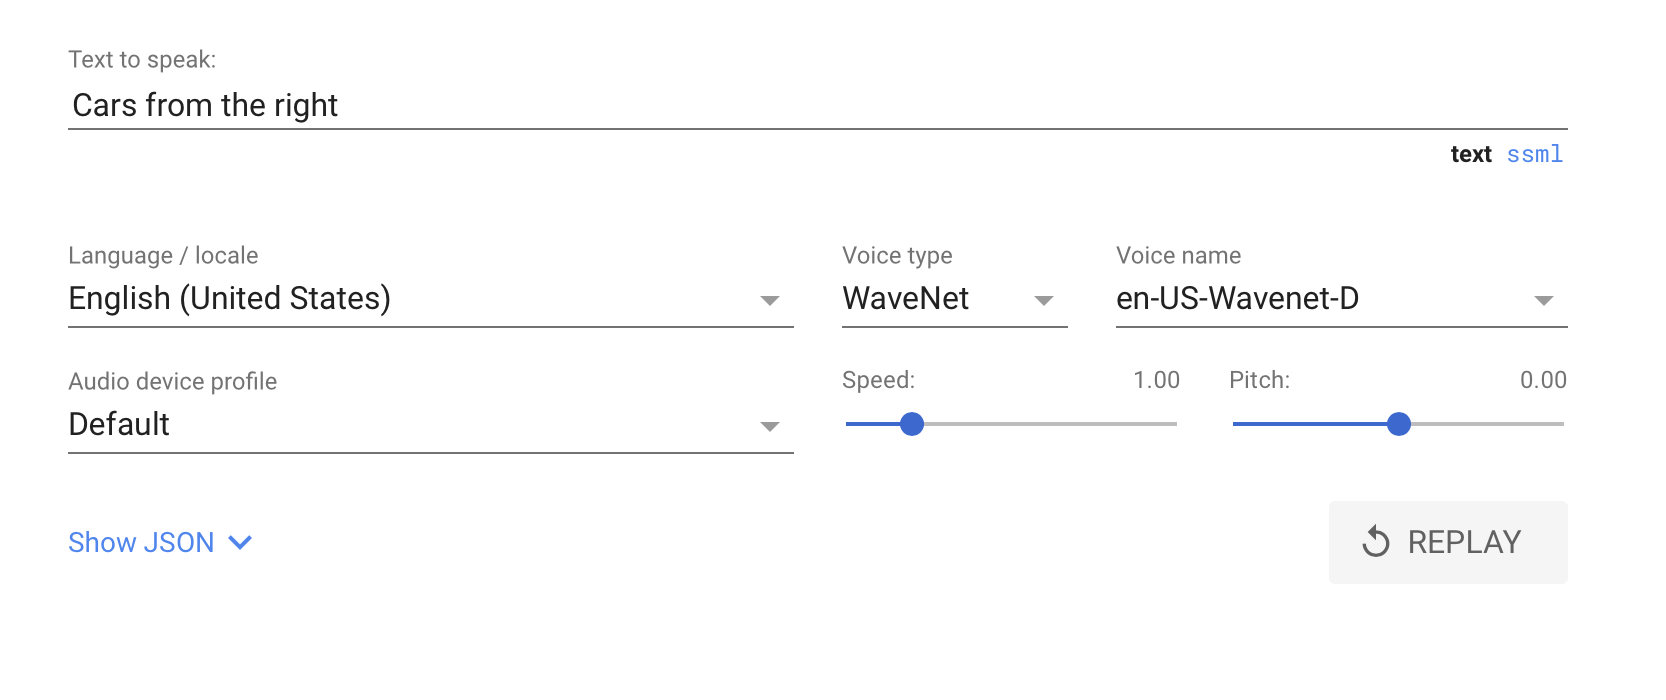 Text to speak:
Cars from the right
text ssml
Language / locale
English (United States)
Voice type
WaveNet
Voice name
en-US-Wavenet-D
Audio device profile
Default
Speed: 1.00
Pitch: 0.00
Show JSON
REPLAY